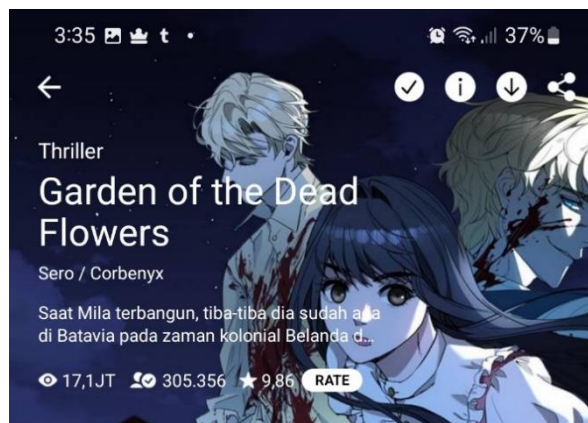 3:35 t • 37%
Thriller
Garden of the Dead
Flowers
Sero / Corbenyx
Saat Mila terbangun, tiba-tiba dia sudah ada
di Batavia pada zaman kolonial Belanda d...
17,1JT 305.356 9,86 RATE